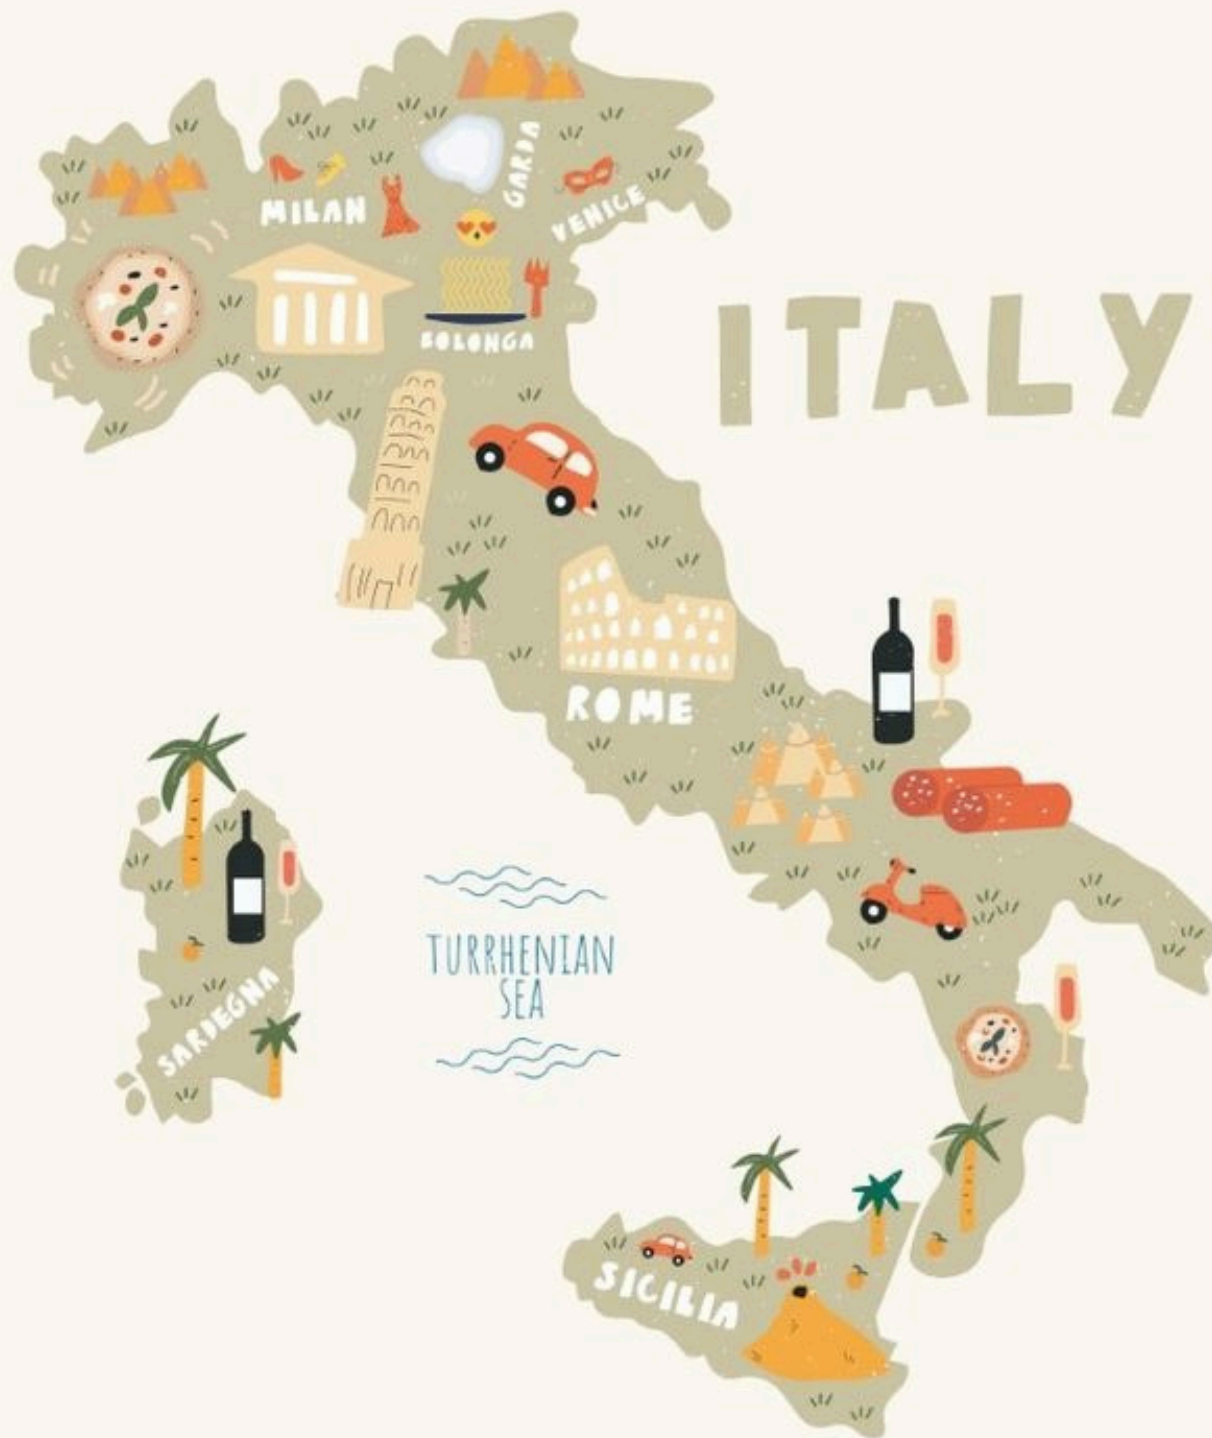 GARDA
MILAN
VENICE
BOLONGA
ITALY
ROME
TURRHENIAN
SEA
SARDEGNA
SICILIA